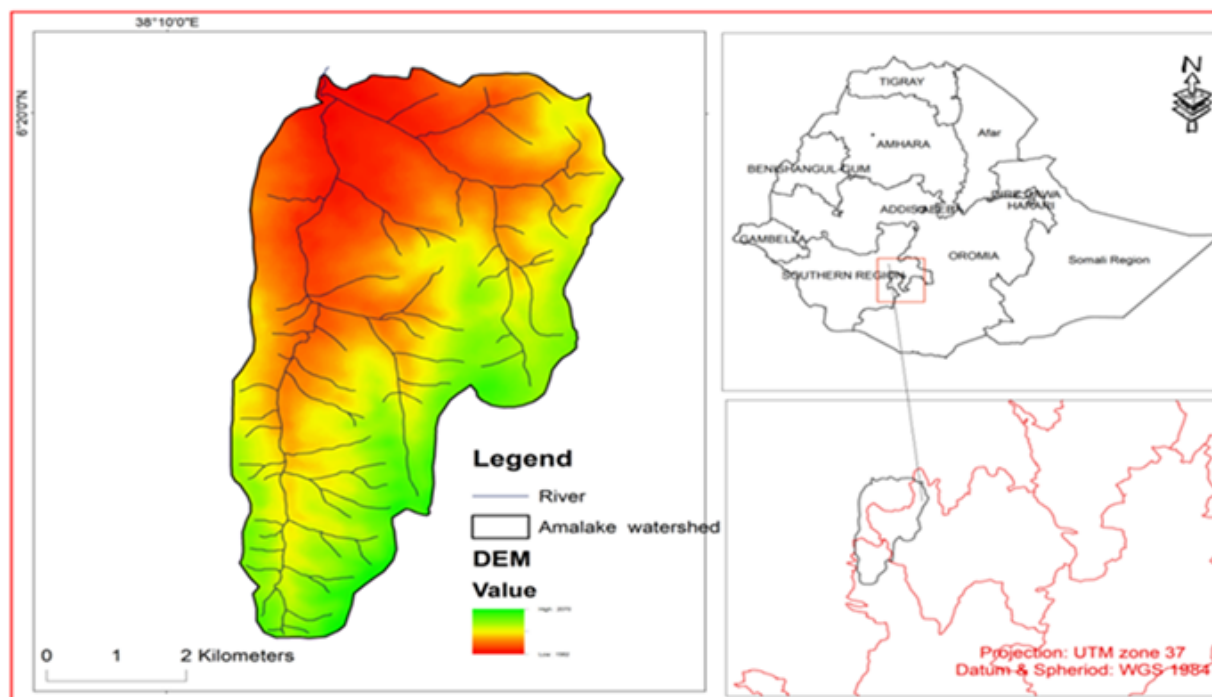 38°10'0"E
6°20'0"N
Legend
River
Amalake watershed
DEM
Value
0 1 2 Kilometers
N
TIGRAY
Afar
AMHARA
BENISHANGUL-GUM
DIRE DAWA
HARARI
ADDIS ABEBA
GAMBELLA
OROMIA
Somali Region
SOUTHERN REGION
Projection: UTM zone 37
Datum & Spheriod: WGS 1984